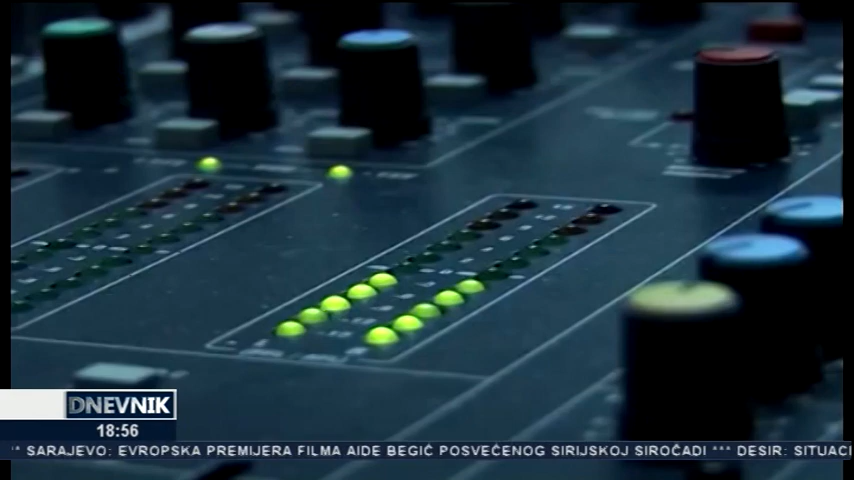 DNEVNIK
18:56
SARAJEVO: EVROPSKA PREMIJERA FILMA AIDE BEGIĆ POSVEĆENOG SIRIJSKOJ SIROČADI *** DESIR: SITUACI